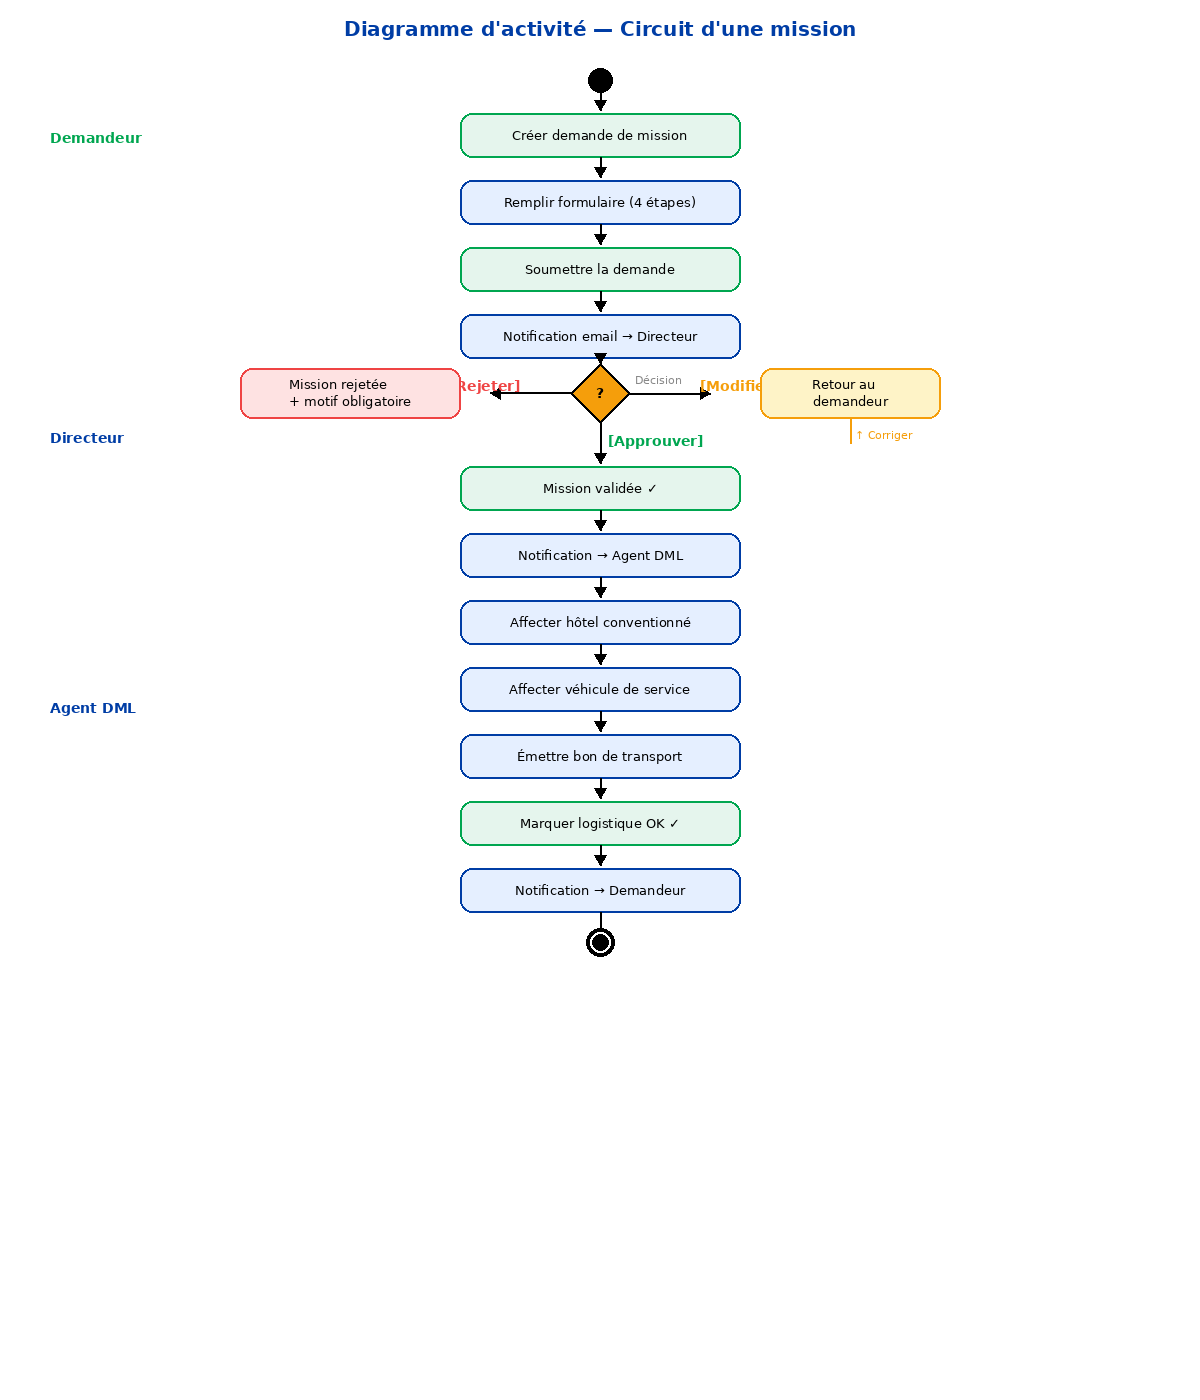 Diagramme d'activité — Circuit d'une mission
Demandeur
Créer demande de mission
Remplir formulaire (4 étapes)
Soumettre la demande
Notification email → Directeur
Mission rejetée
+ motif obligatoire
Rejeter]
?
Décision
[Modifie
Retour au
demandeur
↑ Corriger
Directeur
[Approuver]
Mission validée ✓
Notification → Agent DML
Affecter hôtel conventionné
Affecter véhicule de service
Agent DML
Émettre bon de transport
Marquer logistique OK ✓
Notification → Demandeur